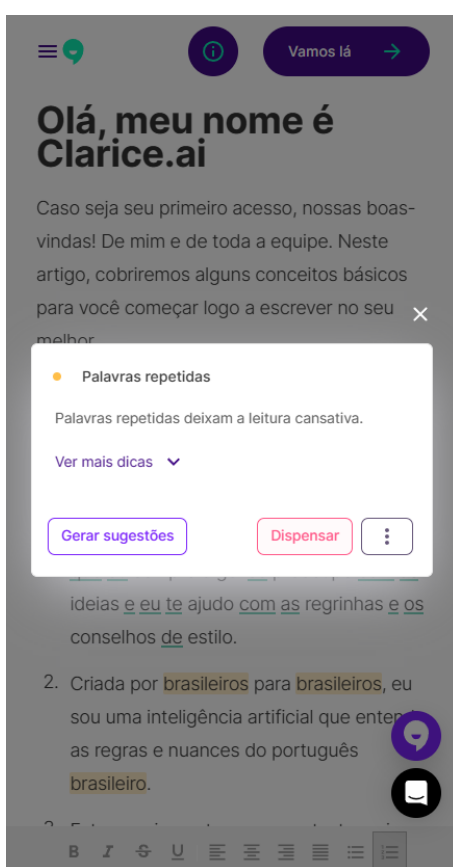 Vamos lá
Olá, meu nome é
Clarice.ai
Caso seja seu primeiro acesso, nossas boas-
vindas! De mim e de toda a equipe. Neste
artigo, cobriremos alguns conceitos básicos
para você começar logo a escrever no seu
melhor
Palavras repetidas
Palavras repetidas deixam a leitura cansativa.
Ver mais dicas
Gerar sugestões
Dispensar
ideias e eu te ajudo com as regrinhas e os
conselhos de estilo.
2. Criada por brasileiros para brasileiros, eu
sou uma inteligência artificial que entende
as regras e nuances do português
brasileiro.
B I S U